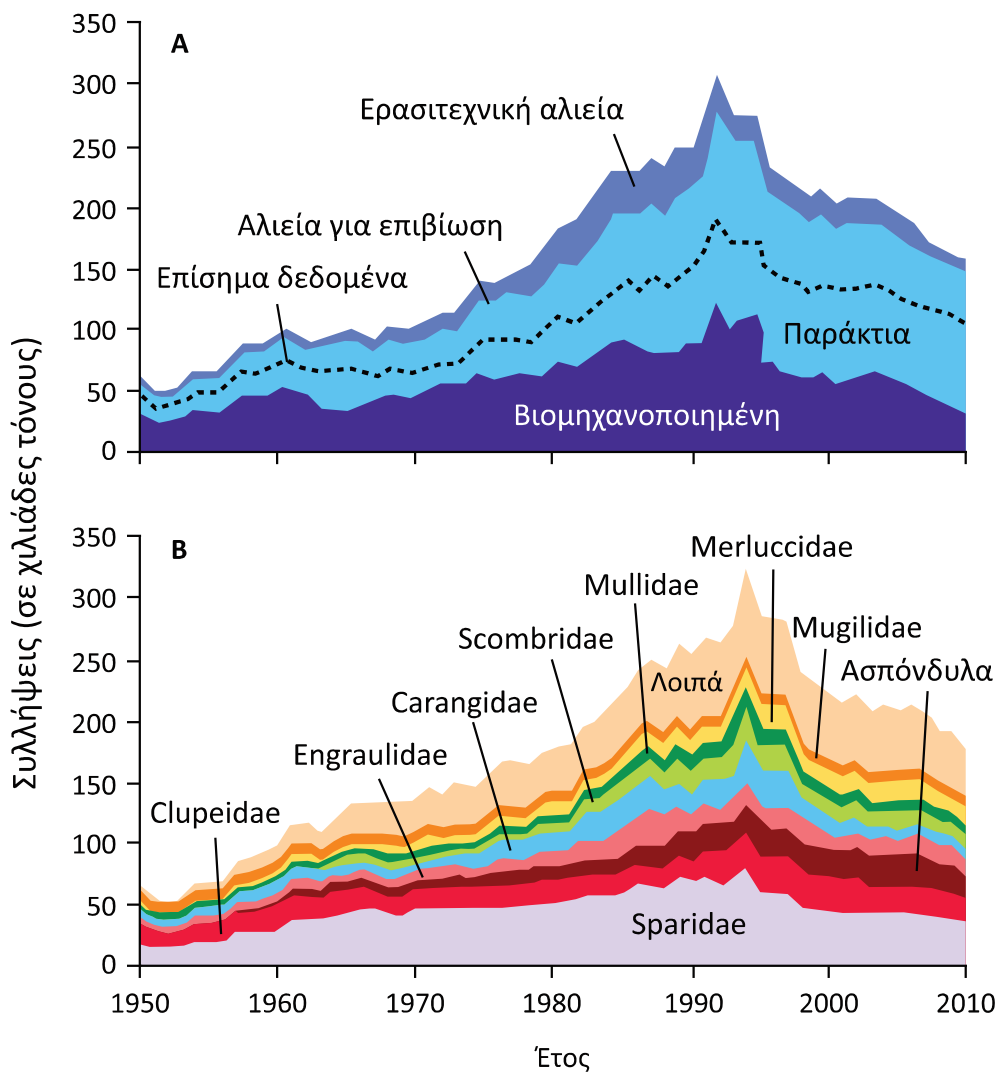 Συλλήψεις (σε χιλιάδες τόνους)
A
350
300
250
200
150
100
50
0
Ερασιτεχνική αλιεία
Αλιεία για επιβίωση
Επίσημα δεδομένα
Παράκτια
Βιομηχανοποιημένη
B
350
300
250
200
150
100
50
0
Merluccidae
Mullidae
Mugilidae
Scombridae
Ασπόνδυλα
Λοιπά
Carangidae
Engraulidae
Clupeidae
Sparidae
1950
1960
1970
1980
1990
2000
2010
Έτος